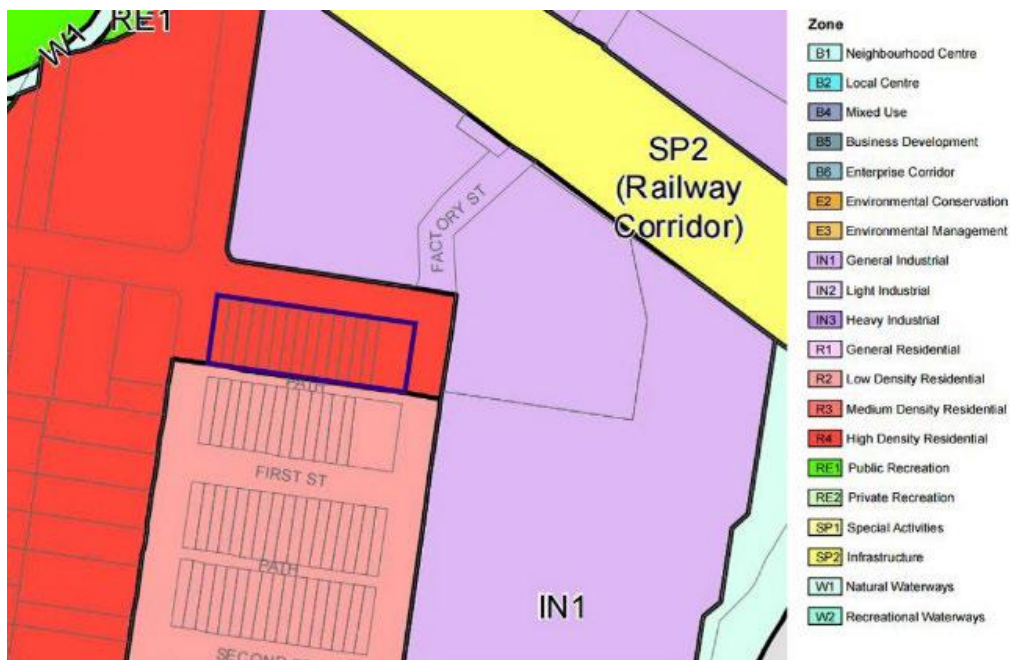 RE1
W1
SP2
(Railway
Corridor)
FACTORY ST
PATH
FIRST ST
PATH
IN1
SECOND
Zone
B1 Neighbourhood Centre
B2 Local Centre
B4 Mixed Use
B5 Business Development
B6 Enterprise Corridor
E2 Environmental Conservation
E3 Environmental Management
IN1 General Industrial
IN2 Light Industrial
IN3 Heavy Industrial
R1 General Residential
R2 Low Density Residential
R3 Medium Density Residential
R4 High Density Residential
RE1 Public Recreation
RE2 Private Recreation
SP1 Special Activities
SP2 Infrastructure
W1 Natural Waterways
W2 Recreational Waterways